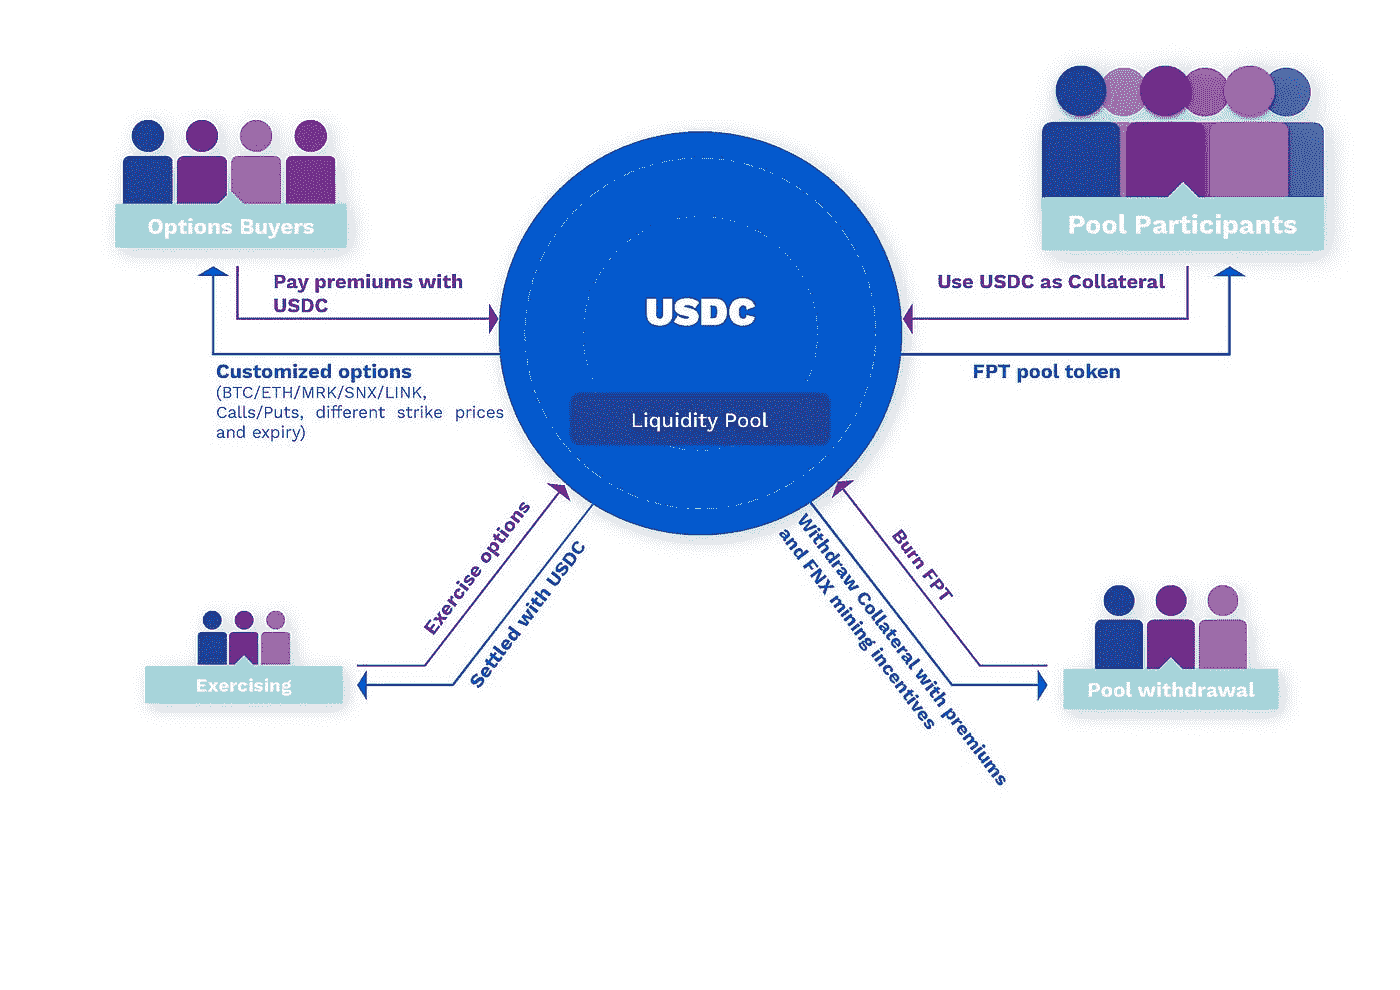 Options Buyers
Pool Participants
Pay premiums with
USDC
Use USDC as Collateral
USDC
Customized options
(BTC/ETH/MRK/SNX/LINK,
Calls/Puts, different strike prices
and expiry)
FPT pool token
Liquidity Pool
Exercise options
Settled with USDC
Withdraw Collateral with premiums
and FNX mining incentives
Burn FPT
Exercising
Pool withdrawal